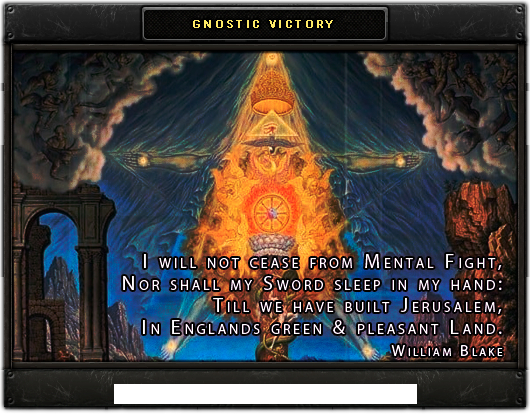 GNOSTIC VICTORY
I will not cease from Mental Fight,
Nor shall my Sword sleep in my hand:
Till we have built Jerusalem,
In Englands green & pleasant Land.
William Blake